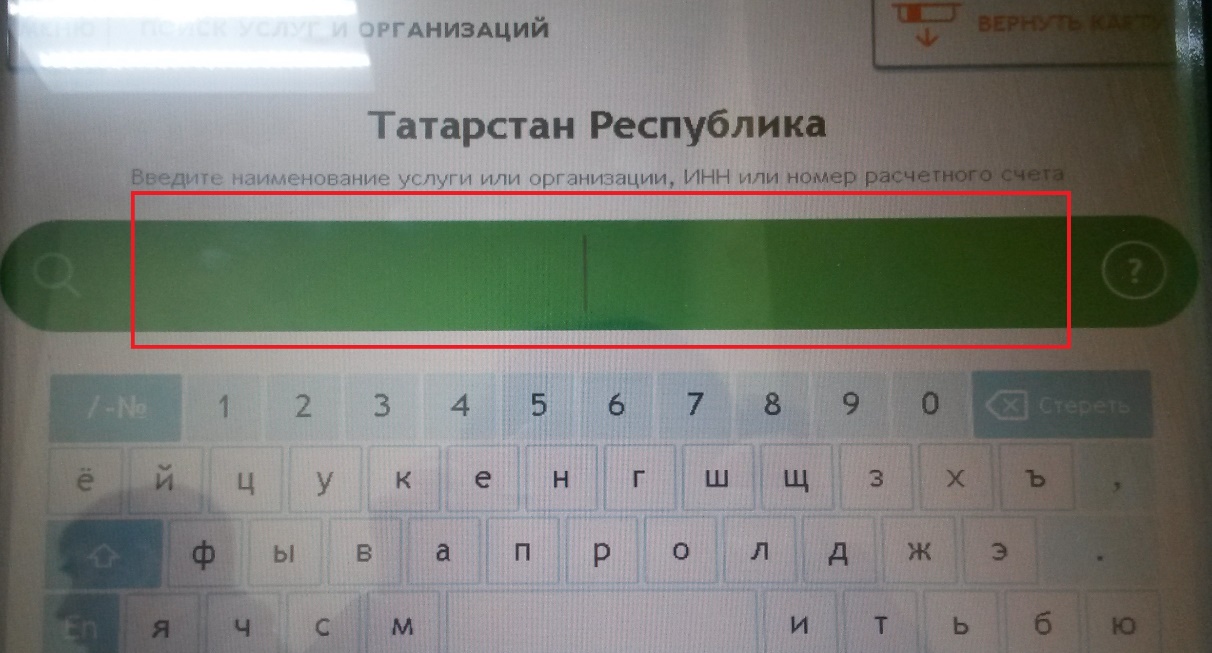 МЕНЮ ПОИСК УСЛУГ И ОРГАНИЗАЦИЙ ВЕРНУТЬ КАРТУ
Татарстан Республика
Введите наименование услуги или организации, ИНН или номер расчетного счета
?
/-№ 1 2 3 4 5 6 7 8 9 0 Стереть
ё й ц у к е н г ш щ з х ъ ,
ф ы в а п р о л д ж э .
En я ч с м и т ь б ю